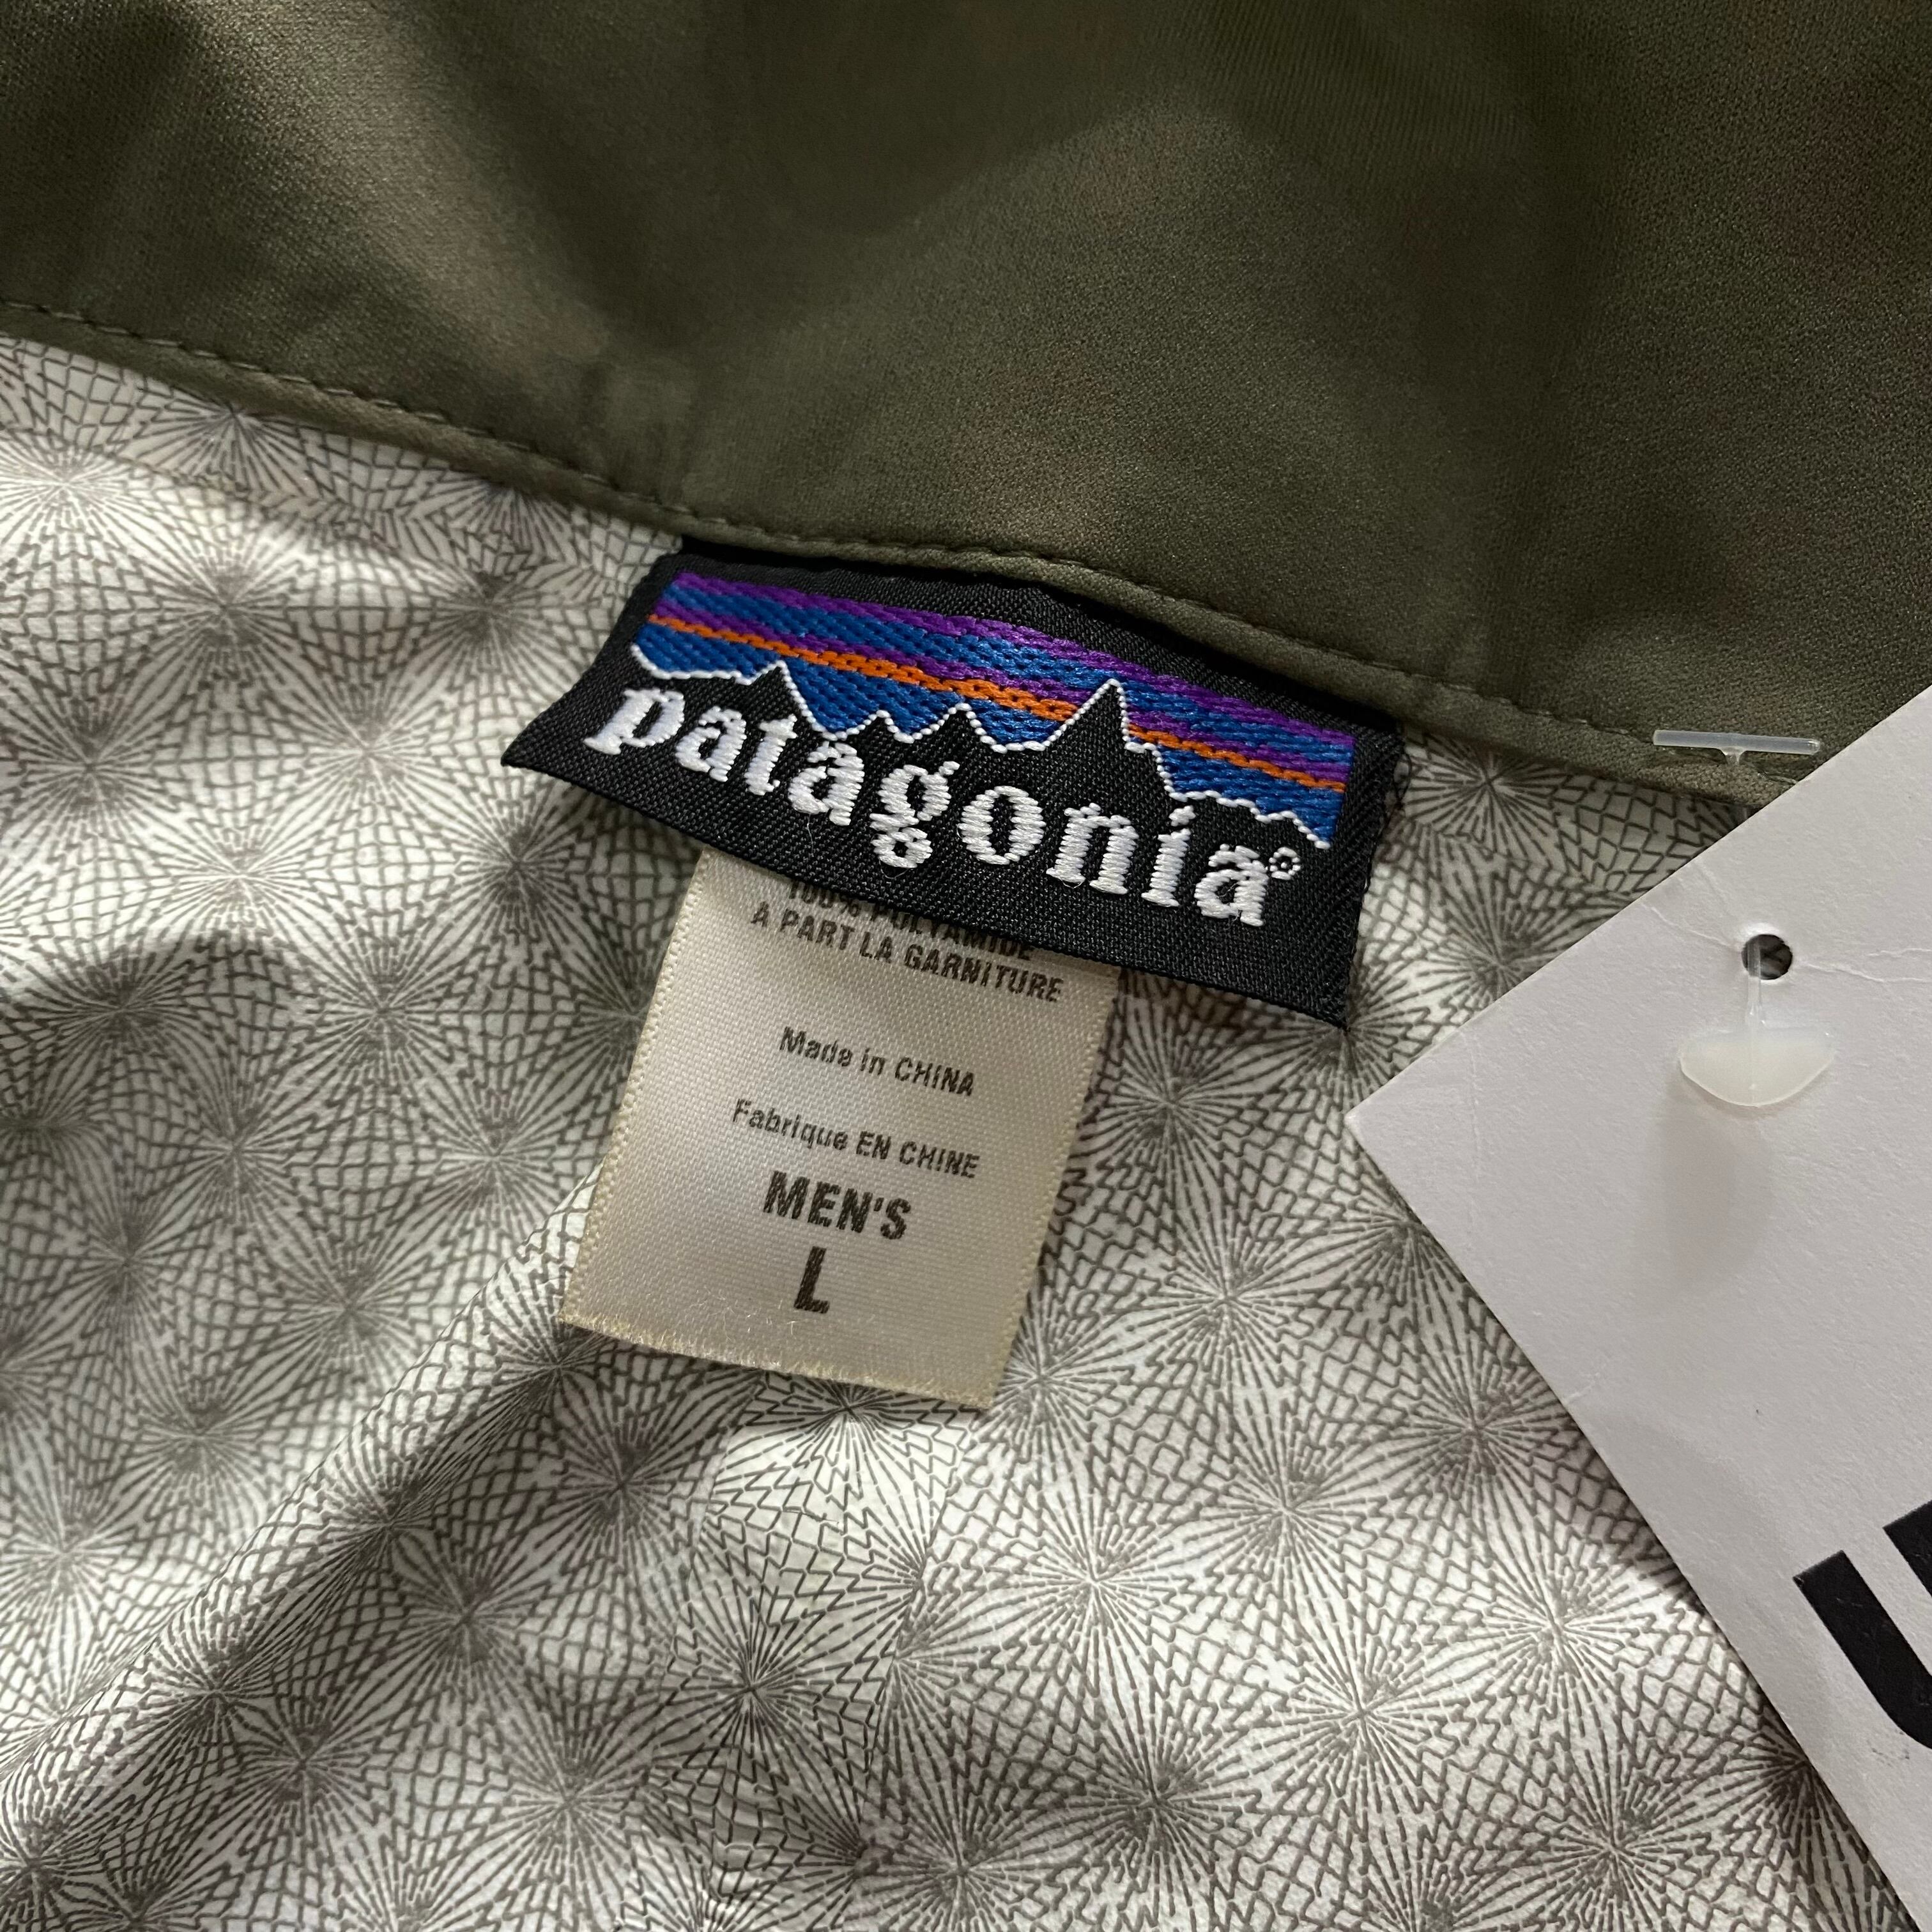 patagonia®
100% POLYAMIDE
A PART LA GARNITURE
Made in CHINA
Fabrique EN CHINE
MEN'S
L